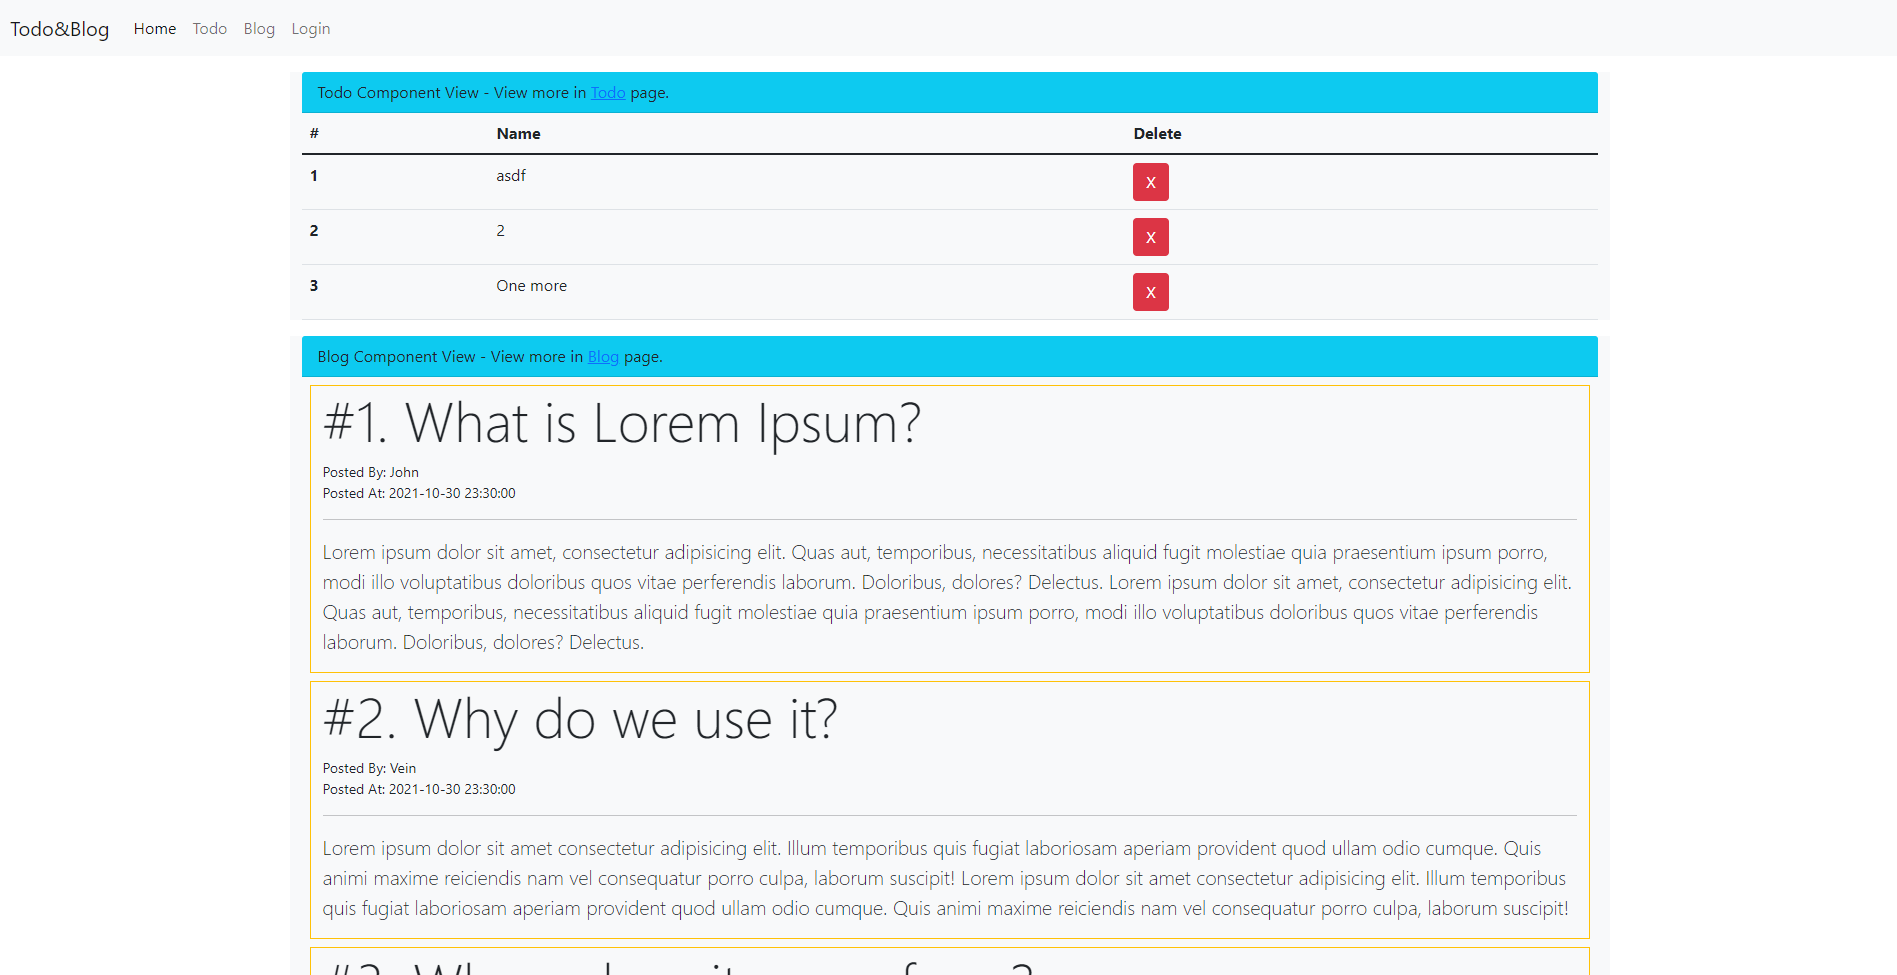 Todo&Blog Home Todo Blog Login
Todo Component View - View more in Todo page.
# Name Delete
1 asdf X
2 2 X
3 One more X
Blog Component View - View more in Blog page.
#1. What is Lorem Ipsum?
Posted By: John
Posted At: 2021-10-30 23:30:00
Lorem ipsum dolor sit amet, consectetur adipisicing elit. Quas aut, temporibus, necessitatibus aliquid fugit molestiae quia praesentium ipsum porro,
modi illo voluptatibus doloribus quos vitae perferendis laborum. Doloribus, dolores? Delectus. Lorem ipsum dolor sit amet, consectetur adipisicing elit.
Quas aut, temporibus, necessitatibus aliquid fugit molestiae quia praesentium ipsum porro, modi illo voluptatibus doloribus quos vitae perferendis
laborum. Doloribus, dolores? Delectus.
#2. Why do we use it?
Posted By: Vein
Posted At: 2021-10-30 23:30:00
Lorem ipsum dolor sit amet consectetur adipisicing elit. Illum temporibus quis fugiat laboriosam aperiam provident quod ullam odio cumque. Quis
animi maxime reiciendis nam vel consequatur porro culpa, laborum suscipit! Lorem ipsum dolor sit amet consectetur adipisicing elit. Illum temporibus
quis fugiat laboriosam aperiam provident quod ullam odio cumque. Quis animi maxime reiciendis nam vel consequatur porro culpa, laborum suscipit!